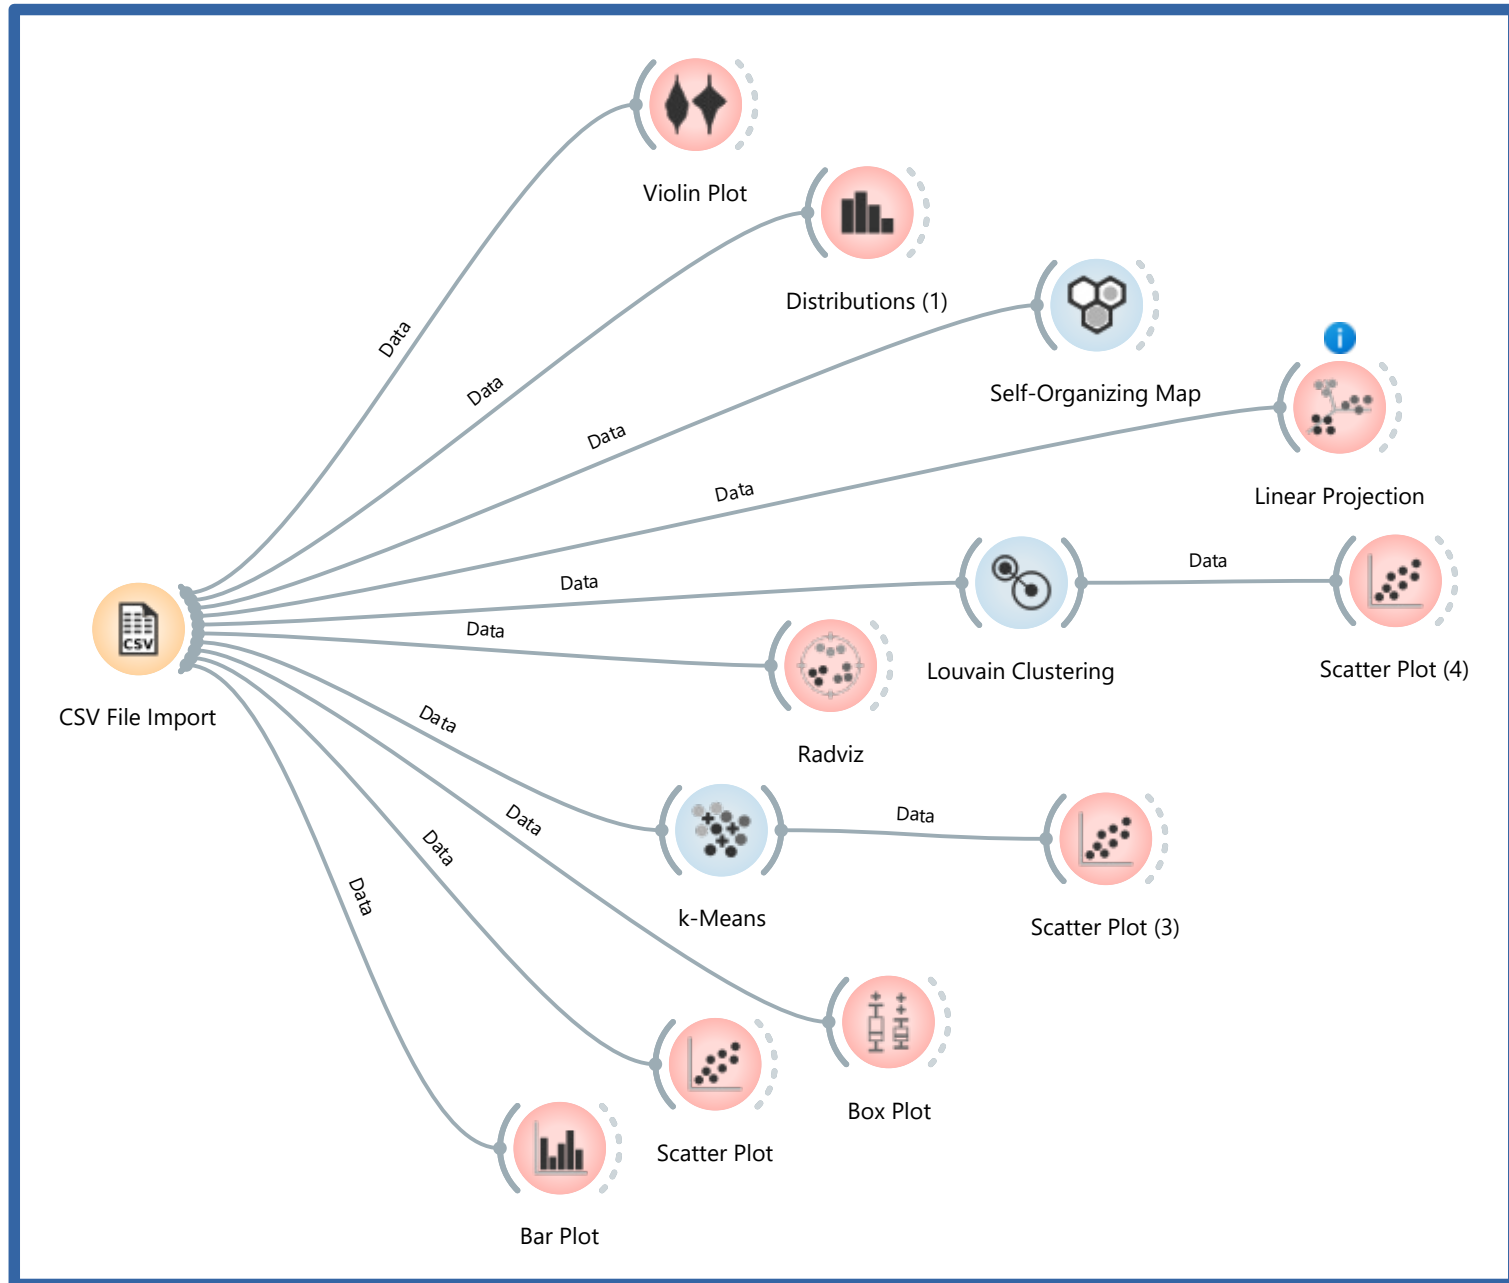 Violin Plot
Data
Distributions (1)
Data
Self-Organizing Map
Data
i
Linear Projection
Data
Data
Louvain Clustering
Data
Scatter Plot (4)
CSV
CSV File Import
Data
Radviz
Data
k-Means
Data
Scatter Plot (3)
Data
Box Plot
Data
Scatter Plot
Data
Bar Plot